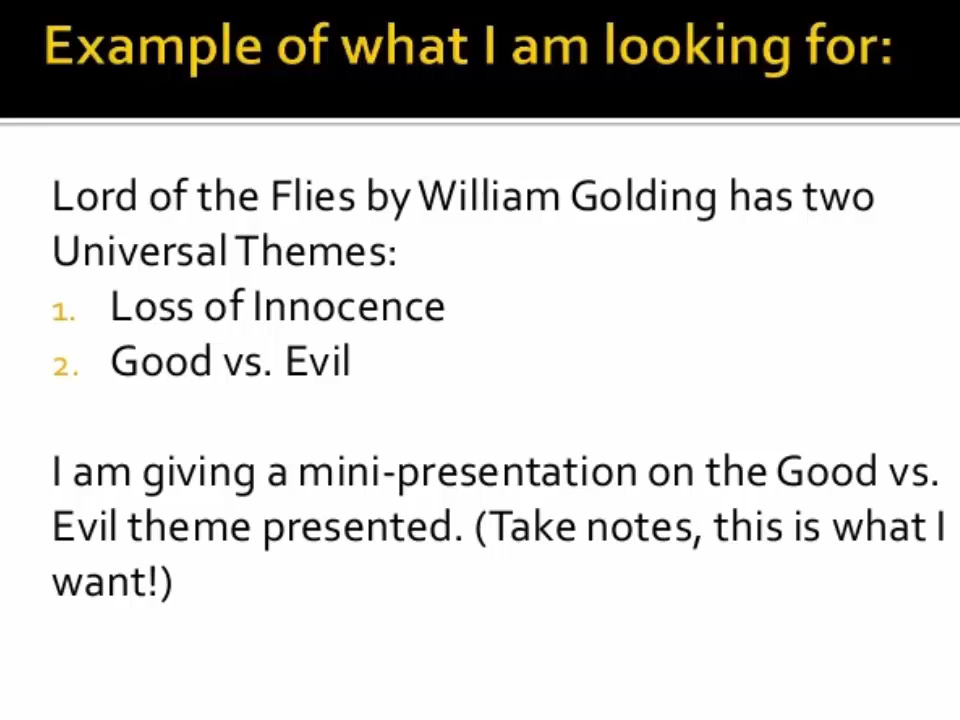 Example of what I am looking for:
Lord of the Flies by William Golding has two
Universal Themes:
1. Loss of Innocence
2. Good vs. Evil
I am giving a mini-presentation on the Good vs.
Evil theme presented. (Take notes, this is what I
want!)